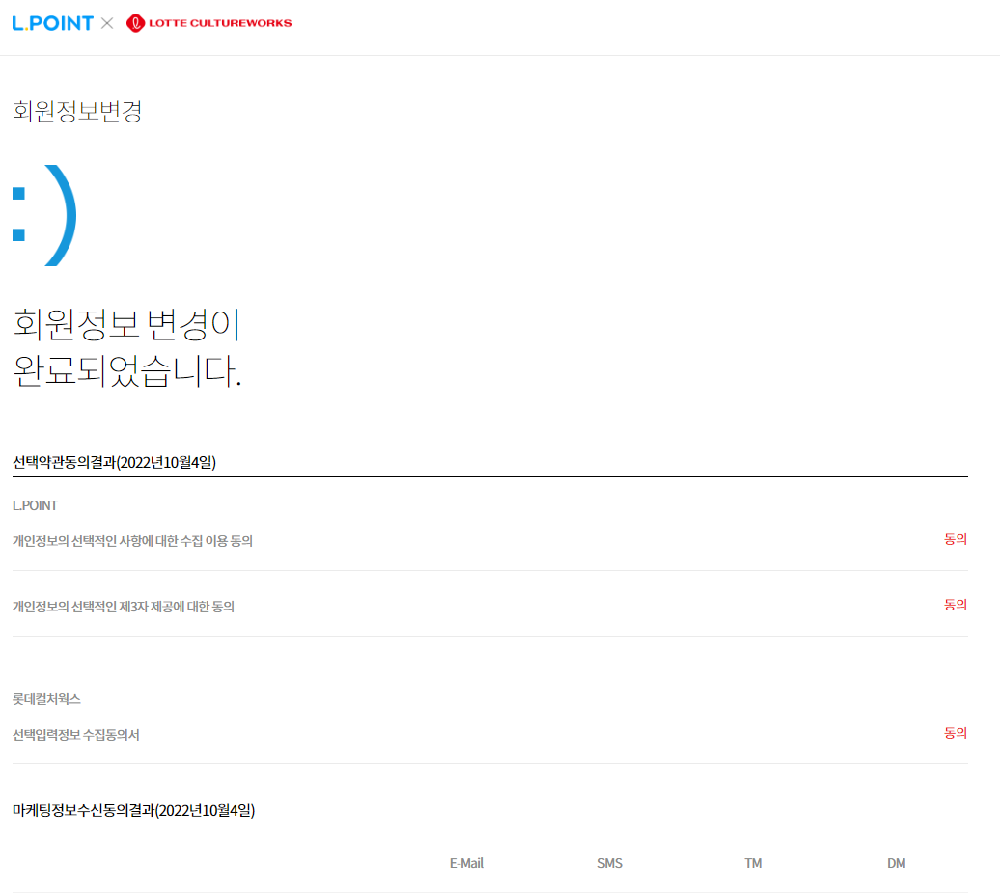 L.POINT × LOTTE CULTUREWORKS
회원정보변경
:)
회원정보 변경이
완료되었습니다.
선택약관동의결과(2022년10월4일)
L.POINT
개인정보의 선택적인 사항에 대한 수집 이용 동의 동의
개인정보의 선택적인 제3자 제공에 대한 동의 동의
롯데컬처웍스
선택입력정보 수집동의서 동의
마케팅정보수신동의결과(2022년10월4일)
E-Mail SMS TM DM